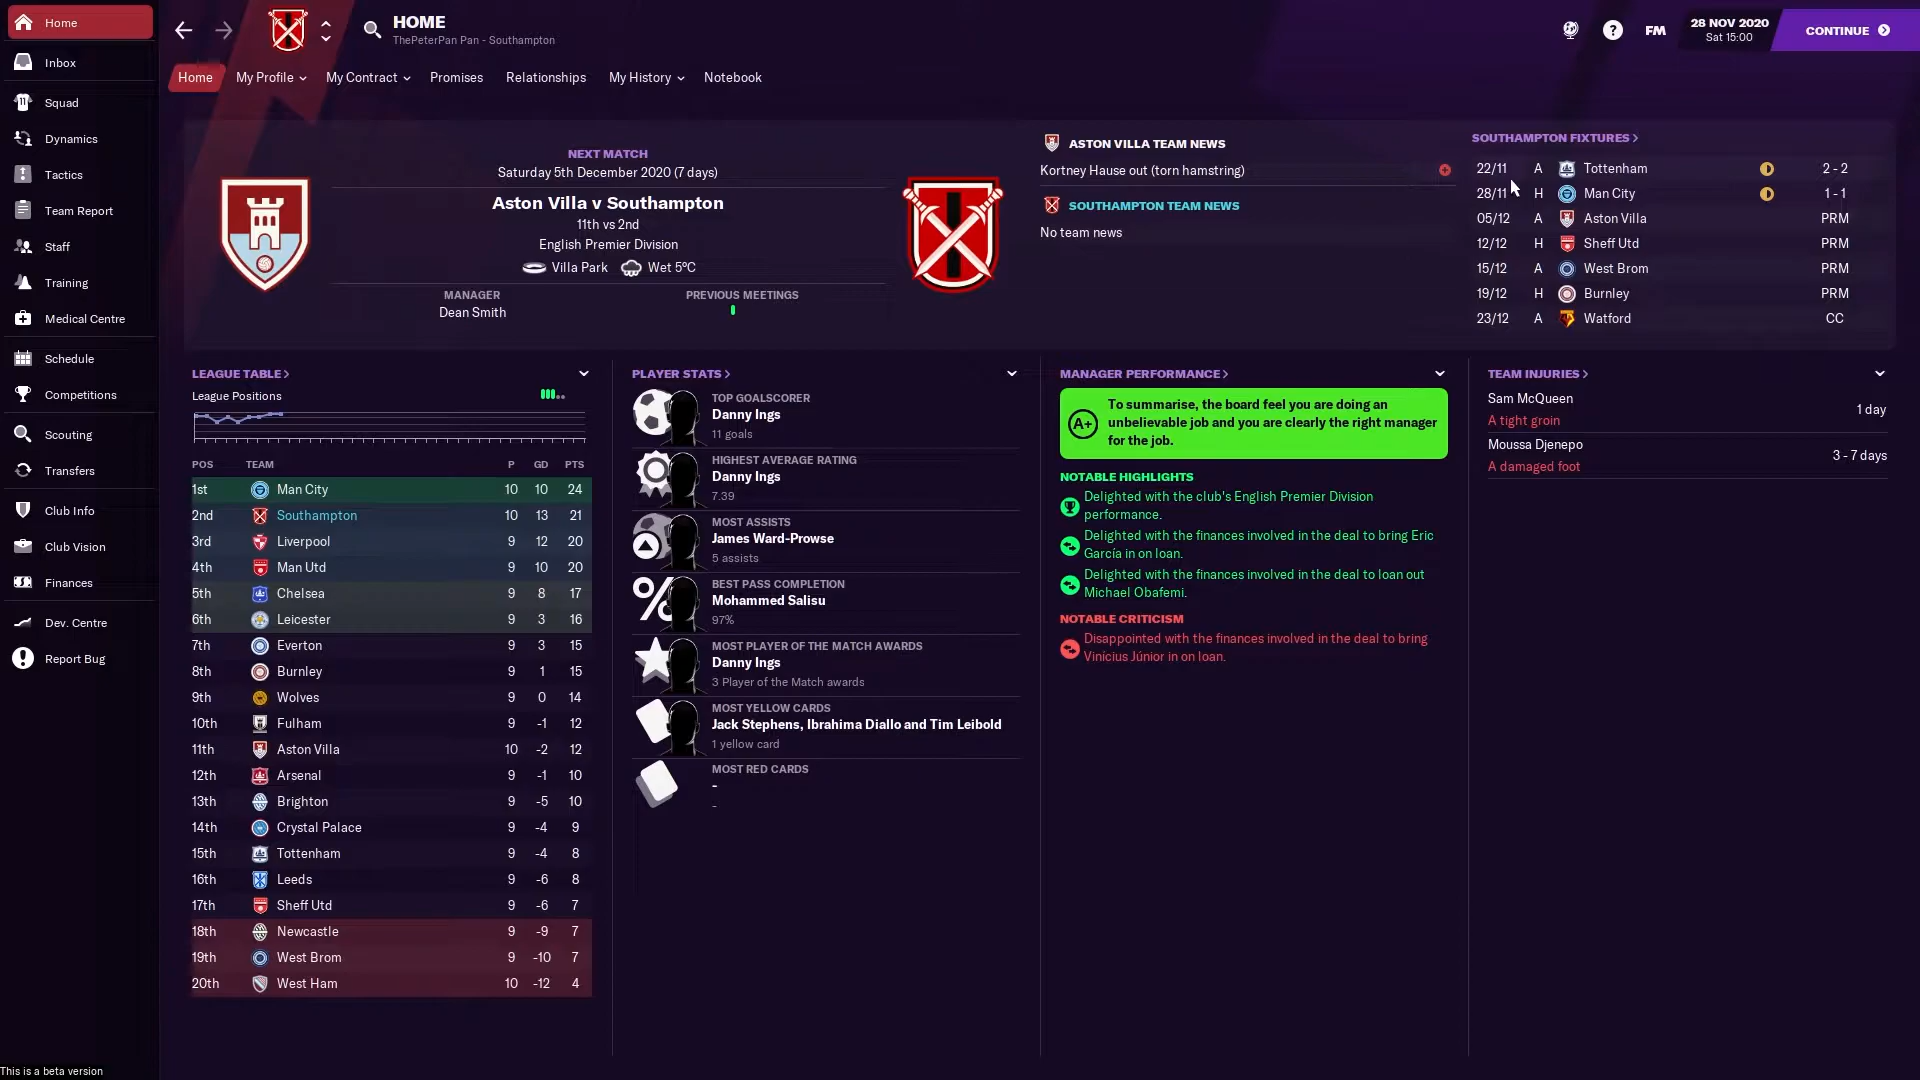 Home
Inbox
Squad
Dynamics
Tactics
Team Report
Staff
Training
Medical Centre
Schedule
Competitions
Scouting
Transfers
Club Info
Club Vision
Finances
Dev. Centre
Report Bug
This is a beta version
HOME
ThePeterPan Pan - Southampton
FM
28 NOV 2020
Sat 15:00
CONTINUE
Home My Profile My Contract Promises Relationships My History Notebook
NEXT MATCH
Saturday 5th December 2020 (7 days)
Aston Villa v Southampton
11th vs 2nd
English Premier Division
Villa Park Wet 5ºC
MANAGER
Dean Smith
PREVIOUS MEETINGS
ASTON VILLA TEAM NEWS
Kortney Hause out (torn hamstring)
SOUTHAMPTON TEAM NEWS
No team news
SOUTHAMPTON FIXTURES >
22/11 A Tottenham 2 - 2
28/11 H Man City 1 - 1
05/12 A Aston Villa PRM
12/12 H Sheff Utd PRM
15/12 A West Brom PRM
19/12 H Burnley PRM
23/12 A Watford CC
LEAGUE TABLE >
League Positions
POS TEAM P GD PTS
1st Man City 10 10 24
2nd Southampton 10 13 21
3rd Liverpool 9 12 20
4th Man Utd 9 10 20
5th Chelsea 9 8 17
6th Leicester 9 3 16
7th Everton 9 3 15
8th Burnley 9 1 15
9th Wolves 9 0 14
10th Fulham 9 -1 12
11th Aston Villa 10 -2 12
12th Arsenal 9 -1 10
13th Brighton 9 -5 10
14th Crystal Palace 9 -4 9
15th Tottenham 9 -4 8
16th Leeds 9 -6 8
17th Sheff Utd 9 -6 7
18th Newcastle 9 -9 7
19th West Brom 9 -10 7
20th West Ham 10 -12 4
PLAYER STATS >
TOP GOALSCORER
Danny Ings
11 goals
HIGHEST AVERAGE RATING
Danny Ings
7.39
MOST ASSISTS
James Ward-Prowse
5 assists
BEST PASS COMPLETION
Mohammed Salisu
97%
MOST PLAYER OF THE MATCH AWARDS
Danny Ings
3 Player of the Match awards
MOST YELLOW CARDS
Jack Stephens, Ibrahima Diallo and Tim Leibold
1 yellow card
MOST RED CARDS
-
-
MANAGER PERFORMANCE >
A+
To summarise, the board feel you are doing an
unbelievable job and you are clearly the right manager
for the job.
NOTABLE HIGHLIGHTS
Delighted with the club's English Premier Division
performance.
Delighted with the finances involved in the deal to bring Eric
García in on loan.
Delighted with the finances involved in the deal to loan out
Michael Obafemi.
NOTABLE CRITICISM
Disappointed with the finances involved in the deal to bring
Vinícius Júnior in on loan.
TEAM INJURIES >
Sam McQueen
A tight groin
1 day
Moussa Djenepo
A damaged foot
3 - 7 days